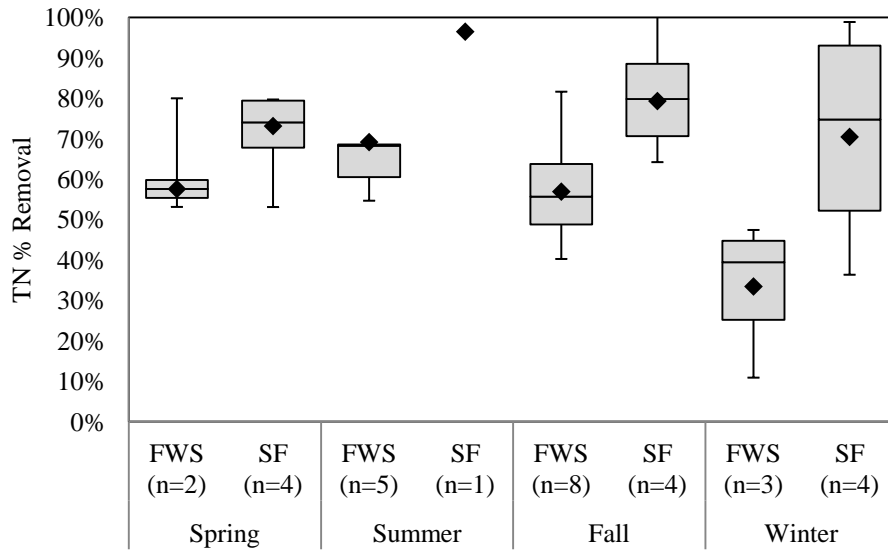 TN % Removal
100%
90%
80%
70%
60%
50%
40%
30%
20%
10%
0%
FWS SF FWS SF FWS SF FWS SF
(n=2) (n=4) (n=5) (n=1) (n=8) (n=4) (n=3) (n=4)
Spring Summer Fall Winter